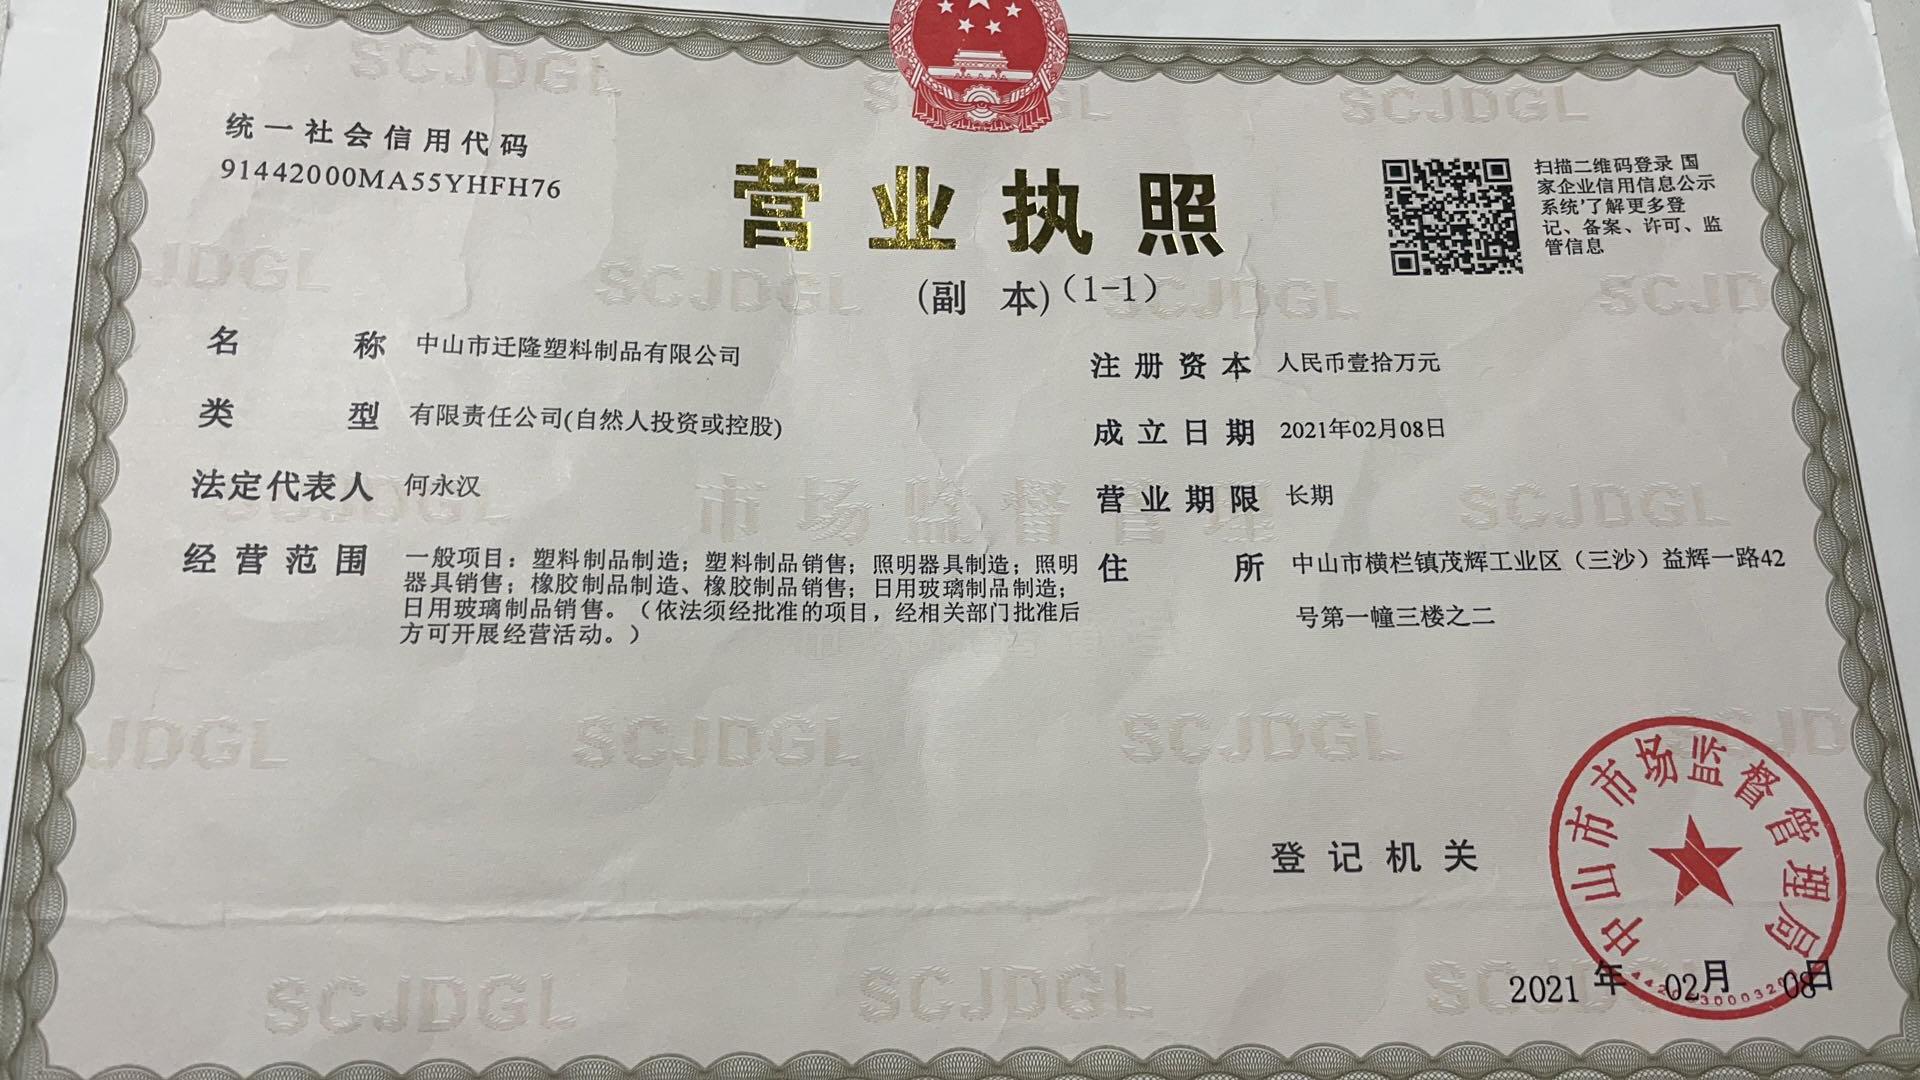 统一社会信用代码
91442000MA55YHFH76
营业执照
(副 本)(1-1)
扫描二维码登录 国
家企业信用信息公示
系统'了解更多登
记、备案、许可、监
管信息
名 称 中山市迁隆塑料制品有限公司
类 型 有限责任公司(自然人投资或控股)
法定代表人 何永汉
经营范围 一般项目：塑料制品制造；塑料制品销售；照明器具制造；照明
器具销售；橡胶制品制造、橡胶制品销售；日用玻璃制品制造；
日用玻璃制品销售。（依法须经批准的项目，经相关部门批准后
方可开展经营活动。）
注册资本 人民币壹拾万元
成立日期 2021年02月08日
营业期限 长期
住 所 中山市横栏镇茂辉工业区（三沙）益辉一路42
号第一幢三楼之二
登记机关
中山市市场监督管理局
2021 年 02月 08日
SCJDGL
市场监督管理